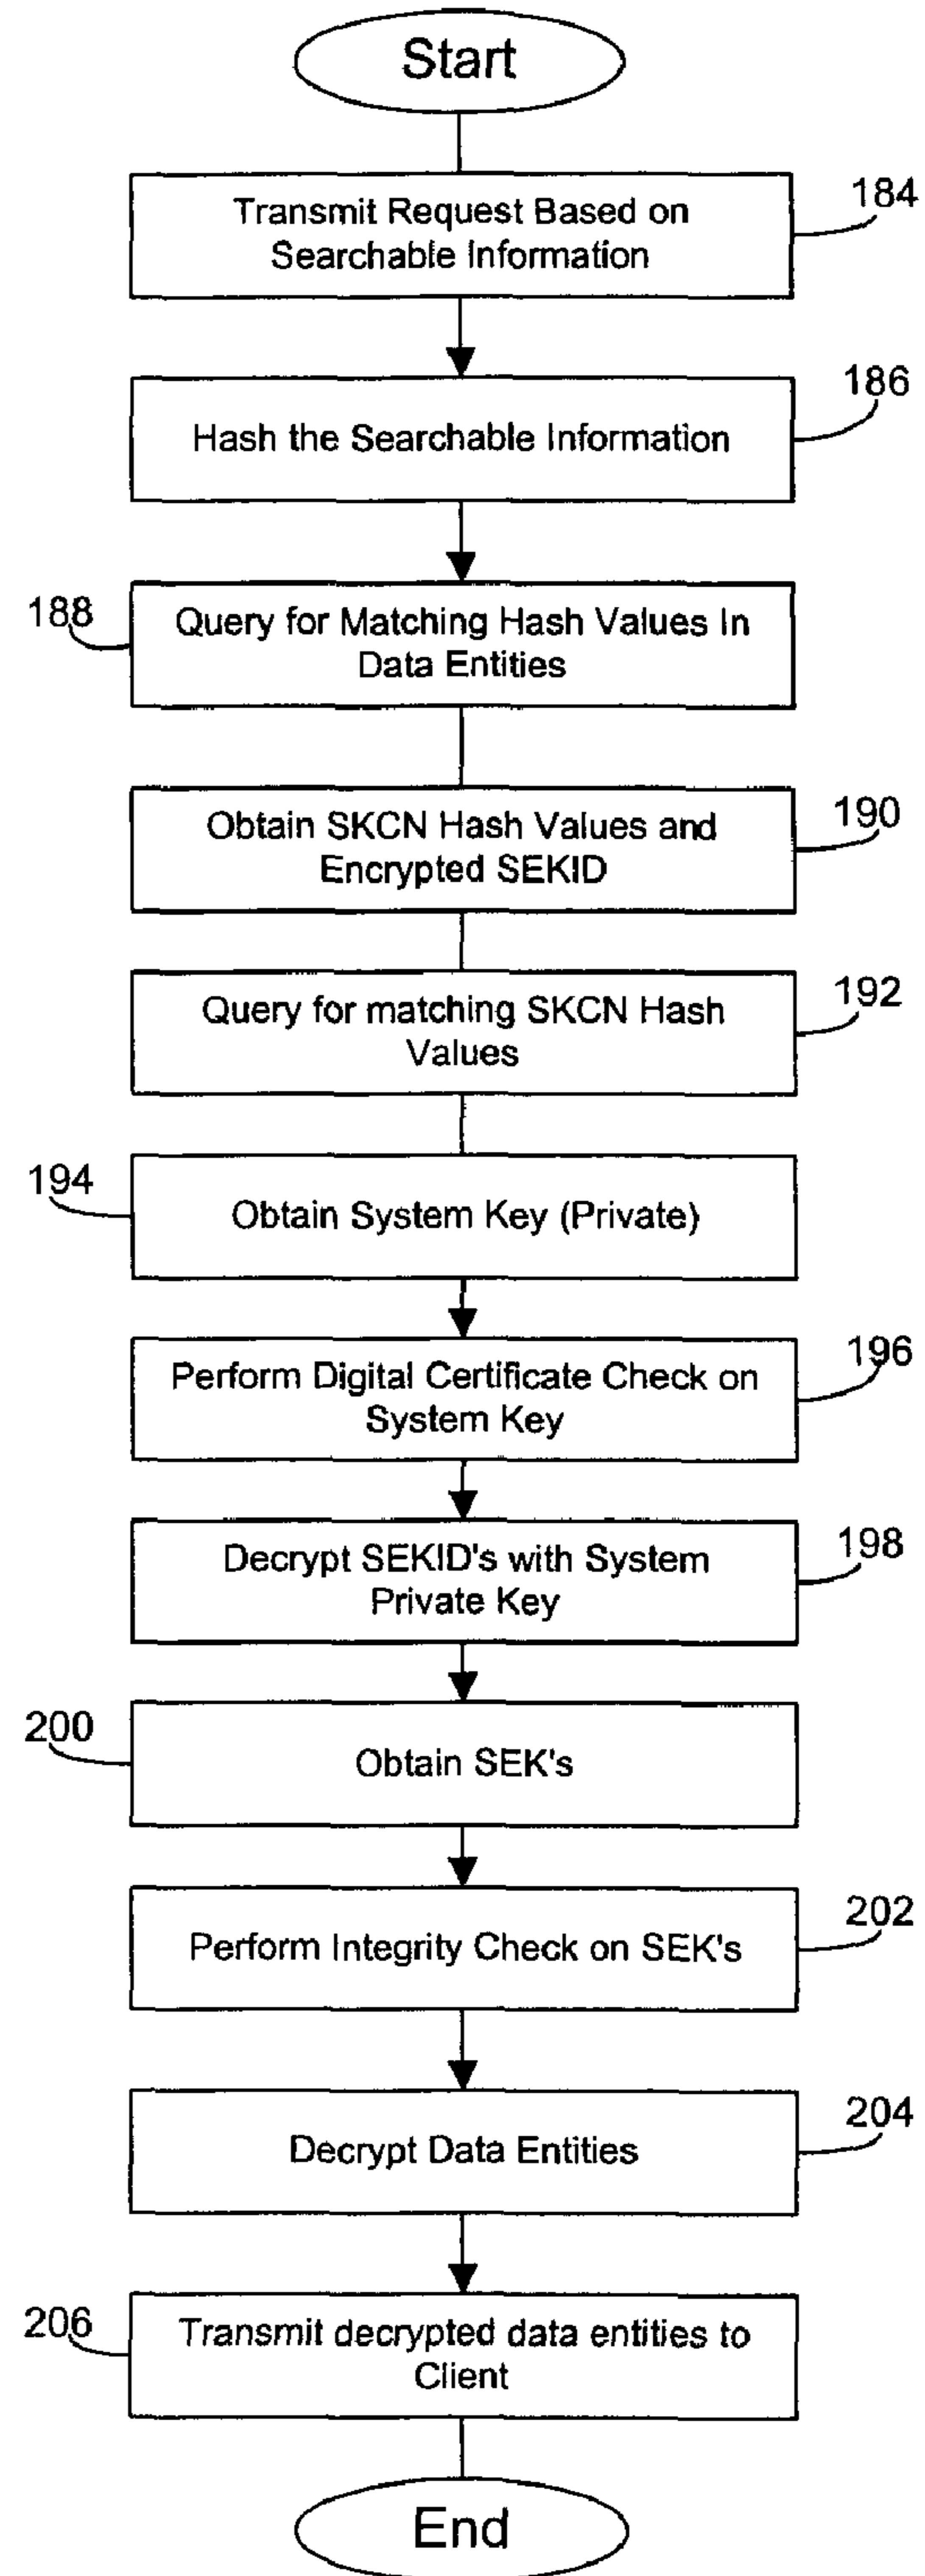 Start
Transmit Request Based on
Searchable Information
184
Hash the Searchable Information
186
188
Query for Matching Hash Values In
Data Entities
Obtain SKCN Hash Values and
Encrypted SEKID
190
Query for matching SKCN Hash
Values
192
194
Obtain System Key (Private)
Perform Digital Certificate Check on
System Key
196
Decrypt SEKID's with System
Private Key
198
200
Obtain SEK's
Perform Integrity Check on SEK's
202
Decrypt Data Entities
204
206
Transmit decrypted data entities to
Client
End